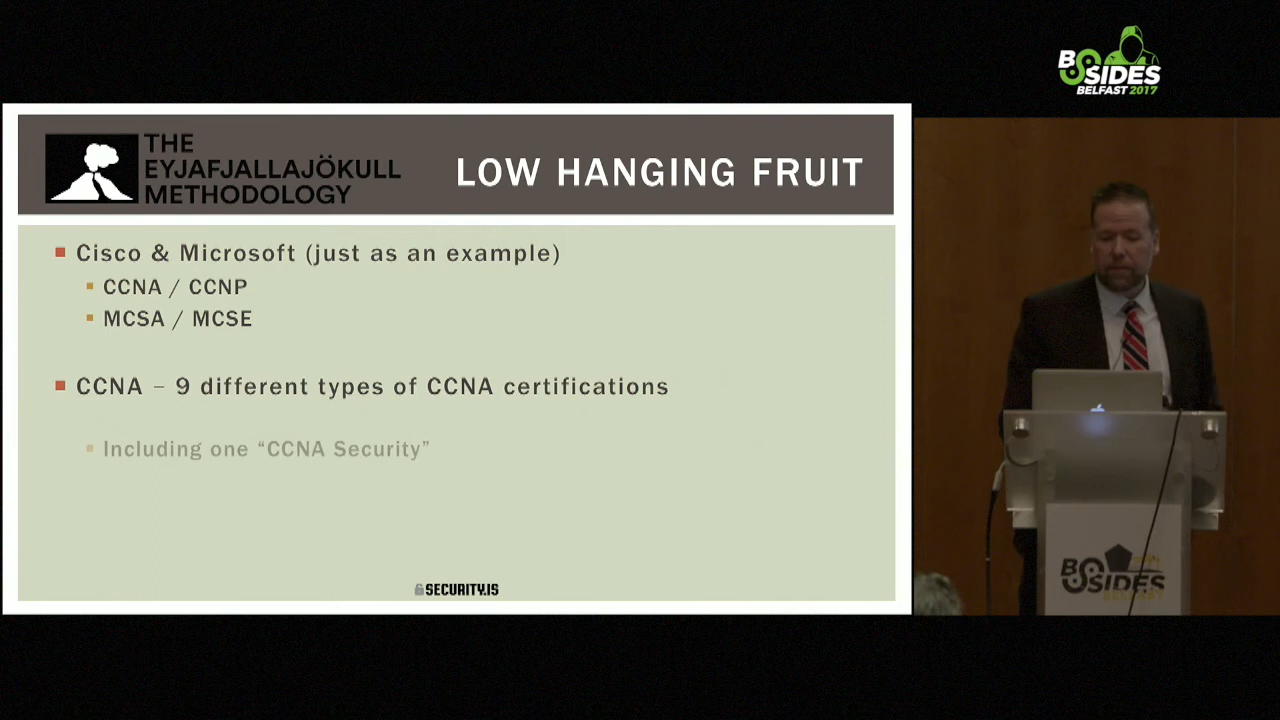 BSIDES
BELFAST 2017
THE
EYJAFJALLAJÖKULL
METHODOLOGY
LOW HANGING FRUIT
Cisco & Microsoft (just as an example)
CCNA / CCNP
MCSA / MCSE
CCNA – 9 different types of CCNA certifications
Including one “CCNA Security”
SECURITY.IS
BSIDES
BELFAST